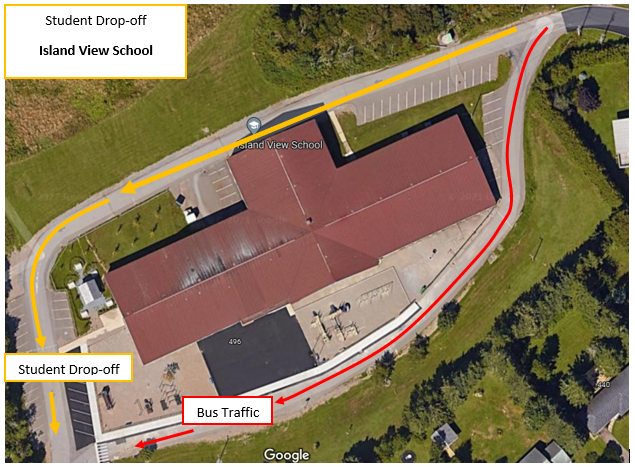 Student Drop-off
Island View School
Island View School
496
Student Drop-off
Bus Traffic
440
Google